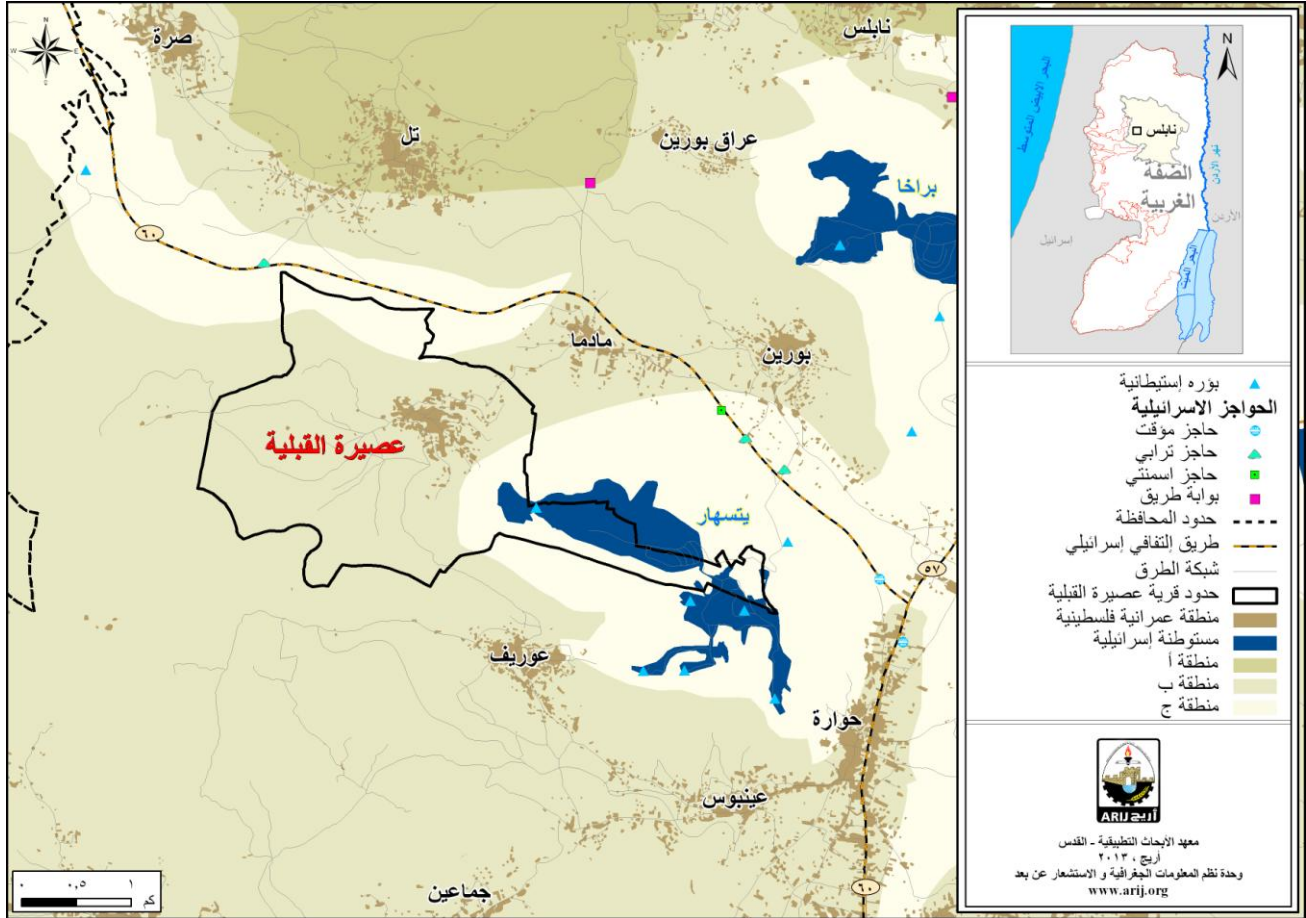 صرة
نابلس
تل
عراق بورين
براخا
٦٠
مادما
بورين
عصيرة القبلية
يتسهار
٥٧
عوريف
حوارة
عينبوس
٦٠
جماعين
٠ ٠,٥ ١
كم
N
البحر الابيض المتوسط
نابلس
نهر الاردن
الضفة
الغربية
الأردن
اسرائيل
البحر الميت
بؤره إستيطانية
الحواجز الاسرائيلية
حاجز مؤقت
حاجز ترابي
حاجز اسمنتي
بوابة طريق
حدود المحافظة
طريق إلتفافي إسرائيلي
شبكة الطرق
حدود قرية عصيرة القبلية
منطقة عمرانية فلسطينية
مستوطنة إسرائيلية
منطقة أ
منطقة ب
منطقة ج
ARIJ أريج
معهد الأبحاث التطبيقية - القدس
أريج ، ٢٠١٣
وحدة نظم المعلومات الجغرافية و الاستشعار عن بعد
www.arij.org